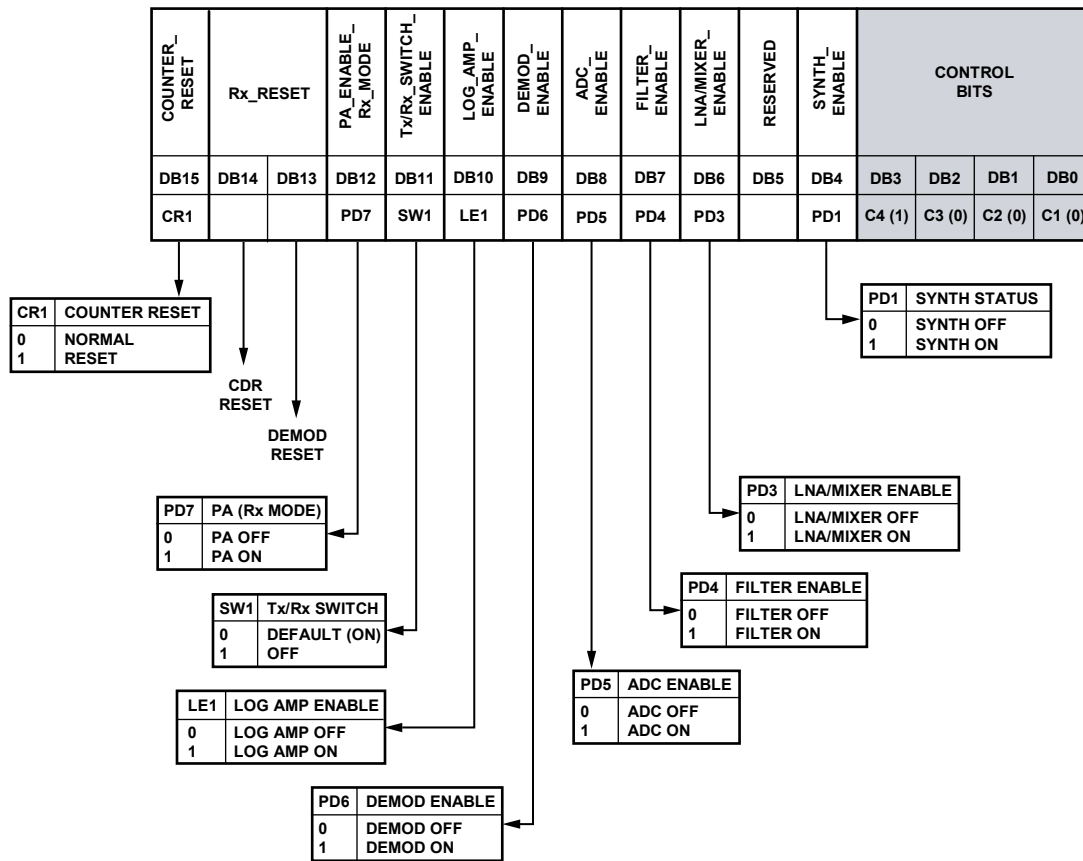 COUNTER_
RESET
Rx_RESET
PA_ENABLE_
Rx_MODE
Tx/Rx_SWITCH_
ENABLE
LOG_AMP_
ENABLE
DEMOD_
ENABLE
ADC_
ENABLE
FILTER_
ENABLE
LNA/MIXER_
ENABLE
RESERVED
SYNTH_
ENABLE
CONTROL
BITS
DB15 DB14 DB13 DB12 DB11 DB10 DB9 DB8 DB7 DB6 DB5 DB4 DB3 DB2 DB1 DB0
CR1 PD7 SW1 LE1 PD6 PD5 PD4 PD3 PD1 C4 (1) C3 (0) C2 (0) C1 (0)
CR1 COUNTER RESET
0 NORMAL
1 RESET
CDR
RESET
DEMOD
RESET
PD1 SYNTH STATUS
0 SYNTH OFF
1 SYNTH ON
PD7 PA (Rx MODE)
0 PA OFF
1 PA ON
PD3 LNA/MIXER ENABLE
0 LNA/MIXER OFF
1 LNA/MIXER ON
SW1 Tx/Rx SWITCH
0 DEFAULT (ON)
1 OFF
PD4 FILTER ENABLE
0 FILTER OFF
1 FILTER ON
LE1 LOG AMP ENABLE
0 LOG AMP OFF
1 LOG AMP ON
PD5 ADC ENABLE
0 ADC OFF
1 ADC ON
PD6 DEMOD ENABLE
0 DEMOD OFF
1 DEMOD ON